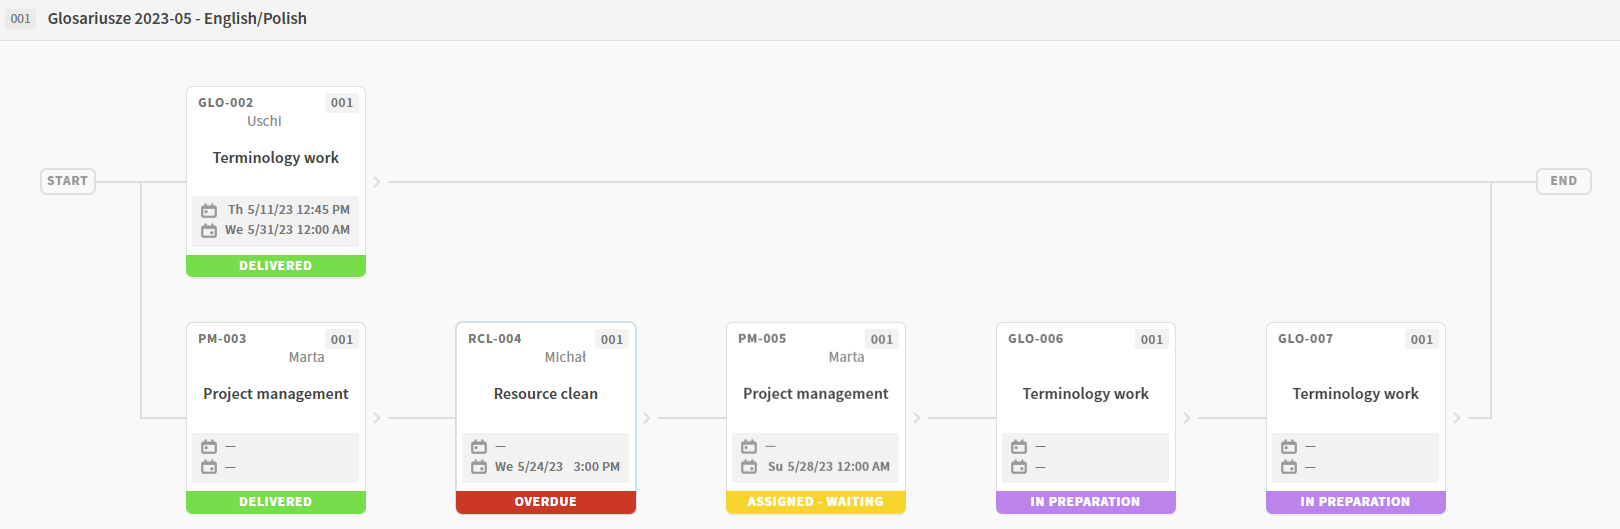 001 Glosariusze 2023-05 - English/Polish
GLO-002 001
Uschi
Terminology work
START
END
Th 5/11/23 12:45 PM
We 5/31/23 12:00 AM
DELIVERED
PM-003 001
Marta
Project management
—
—
DELIVERED
RCL-004 001
Michał
Resource clean
—
We 5/24/23 3:00 PM
OVERDUE
PM-005 001
Marta
Project management
—
Su 5/28/23 12:00 AM
ASSIGNED - WAITING
GLO-006 001
Terminology work
—
—
IN PREPARATION
GLO-007 001
Terminology work
—
—
IN PREPARATION